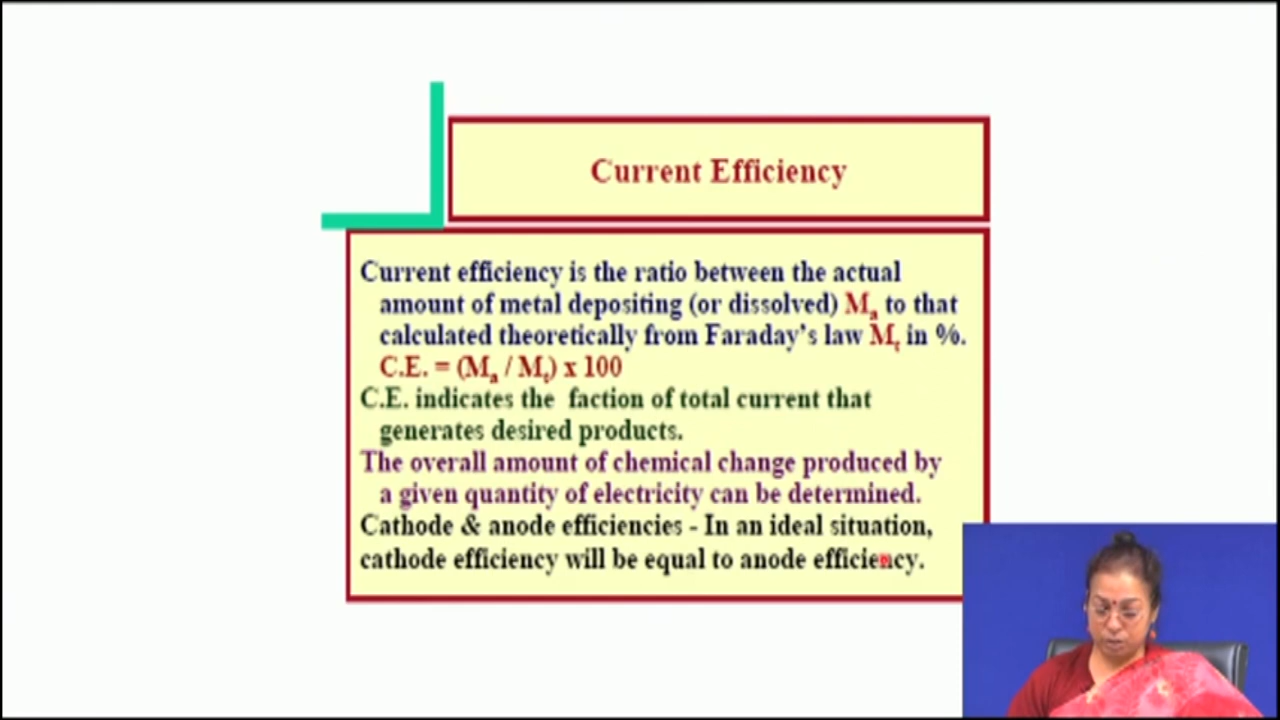 Current Efficiency
Current efficiency is the ratio between the actual
amount of metal depositing (or dissolved) Ma to that
calculated theoretically from Faraday's law Mt in %.
C.E. = (Ma / Mt) x 100
C.E. indicates the faction of total current that
generates desired products.
The overall amount of chemical change produced by
a given quantity of electricity can be determined.
Cathode & anode efficiencies - In an ideal situation,
cathode efficiency will be equal to anode efficiency.